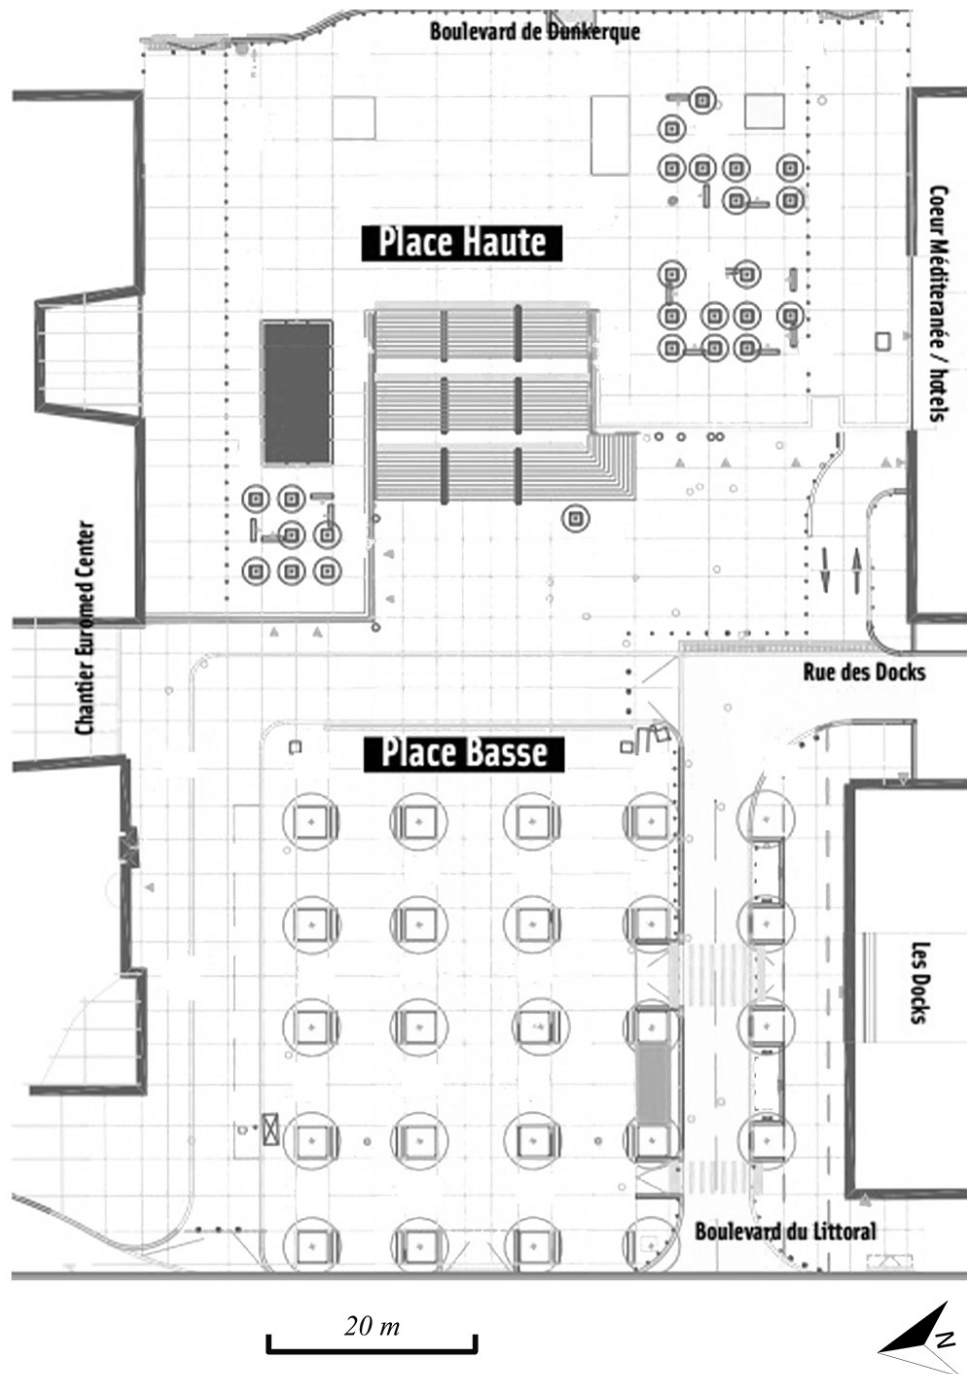 Boulevard de Dunkerque
Place Haute
Coeur Méditeranée / hotels
Chantier Euromed Center
Rue des Docks
Place Basse
Les Docks
Boulevard du Littoral
20 m
N